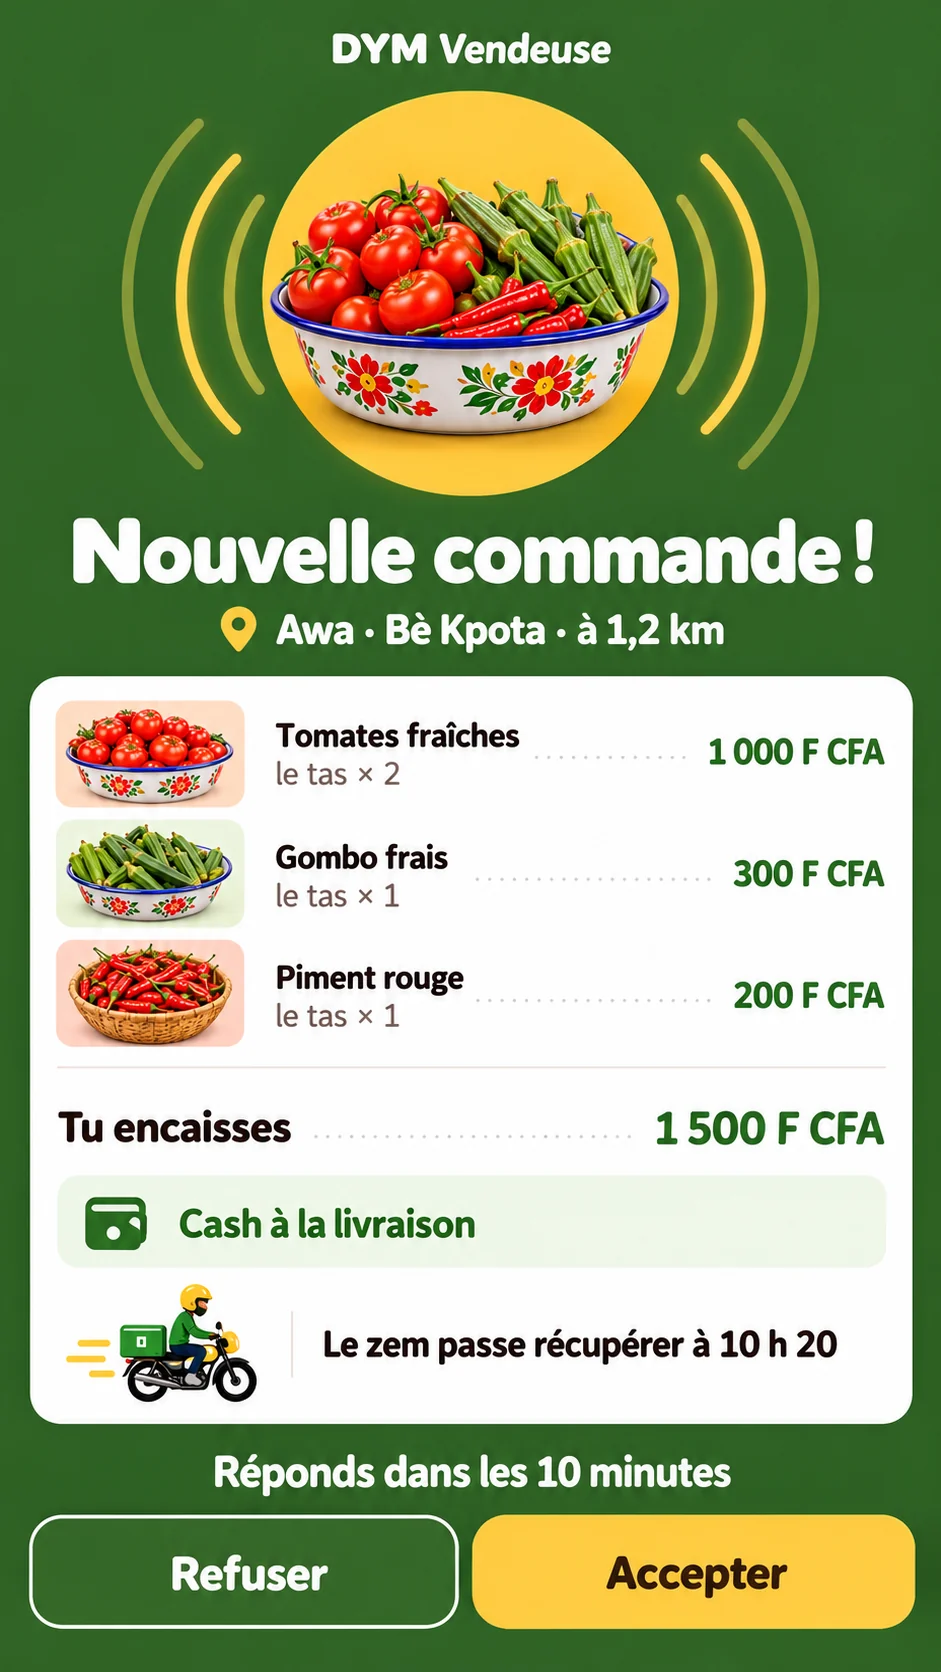 DYM Vendeuse
Nouvelle commande !
Awa · Bè Kpota · à 1,2 km
Tomates fraîches
le tas × 2
1 000 F CFA
Gombo frais
le tas × 1
300 F CFA
Piment rouge
le tas × 1
200 F CFA
Tu encaisses
1 500 F CFA
Cash à la livraison
Le zem passe récupérer à 10 h 20
Réponds dans les 10 minutes
Refuser
Accepter